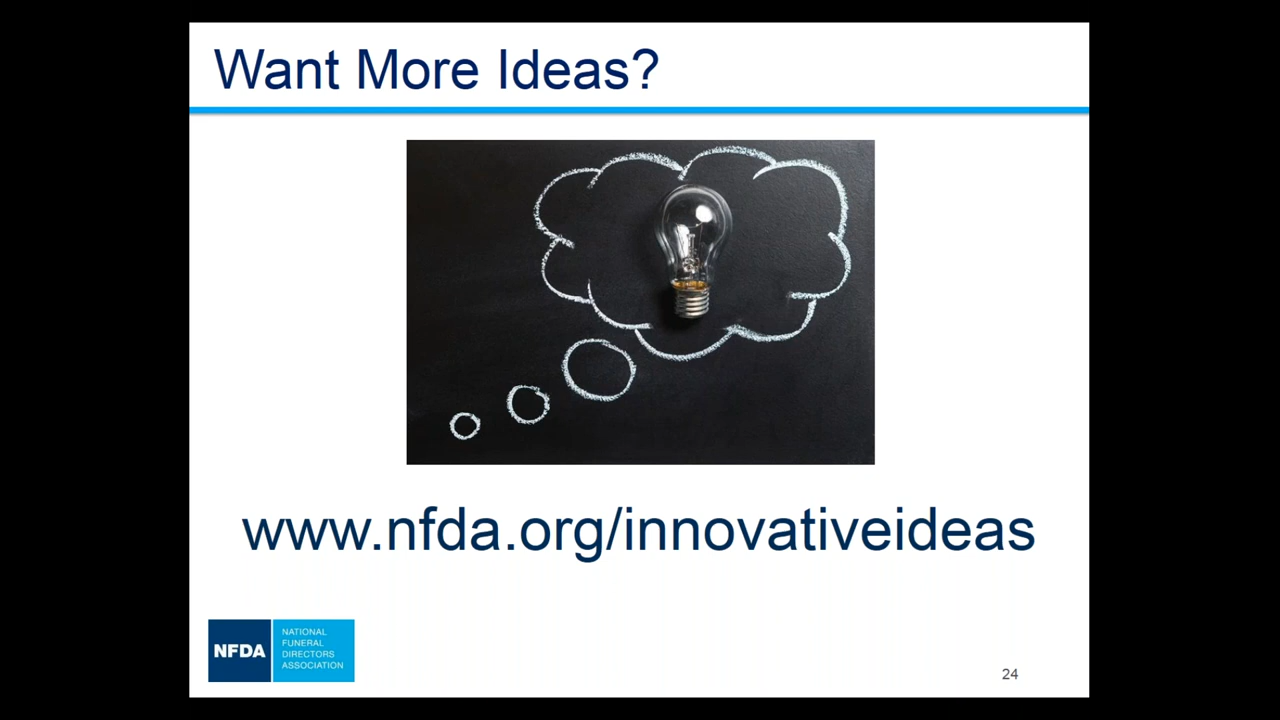 Want More Ideas?
www.nfda.org/innovativeideas
NFDA
NATIONAL
FUNERAL
DIRECTORS
ASSOCIATION
24